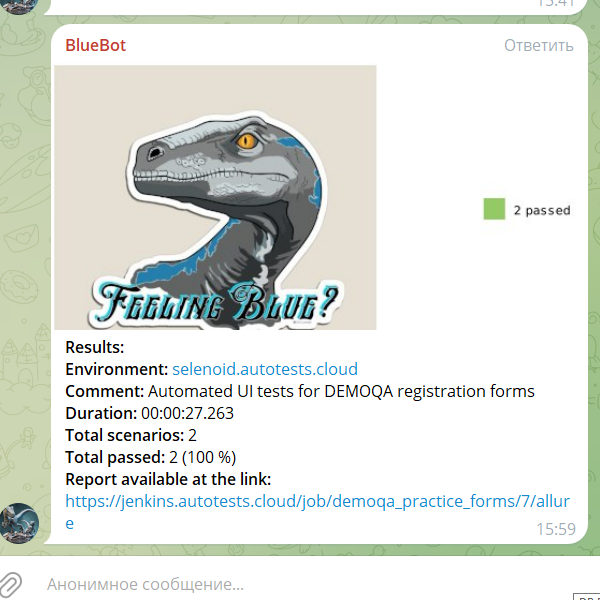 15:41
BlueBot
Ответить
FEELING BLUE?
2 passed
Results:
Environment: selenoid.autotests.cloud
Comment: Automated UI tests for DEMOQA registration forms
Duration: 00:00:27.263
Total scenarios: 2
Total passed: 2 (100 %)
Report available at the link:
https://jenkins.autotests.cloud/job/demoqa_practice_forms/7/allur
e
15:59
Анонимное сообщение...